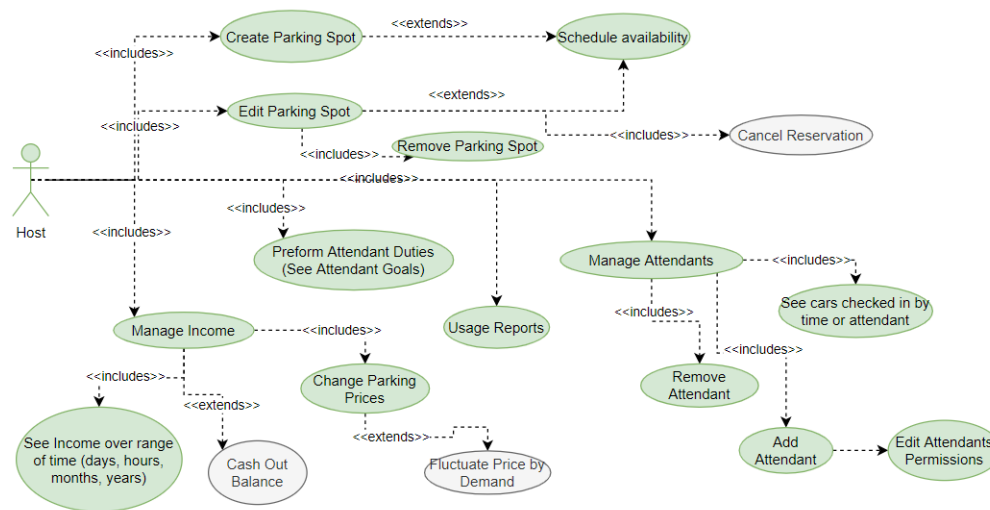 <<extends>>
Create Parking Spot
Schedule availability
<<includes>>
<<extends>>
Edit Parking Spot
<<includes>>
<<includes>>
Cancel Reservation
Remove Parking Spot
<<includes>>
<<includes>>
Host
<<includes>>
<<includes>>
<<includes>>
Preform Attendant Duties
(See Attendant Goals)
Manage Attendants
<<includes>>
See cars checked in by
time or attendant
Manage Income
<<includes>>
Usage Reports
<<includes>>
<<includes>>
<<includes>>
Change Parking
Prices
Remove
Attendant
<<extends>>
See Income over range
of time (days, hours,
months, years)
<<extends>>
Cash Out
Balance
Fluctuate Price by
Demand
Add
Attendant
Edit Attendants
Permissions